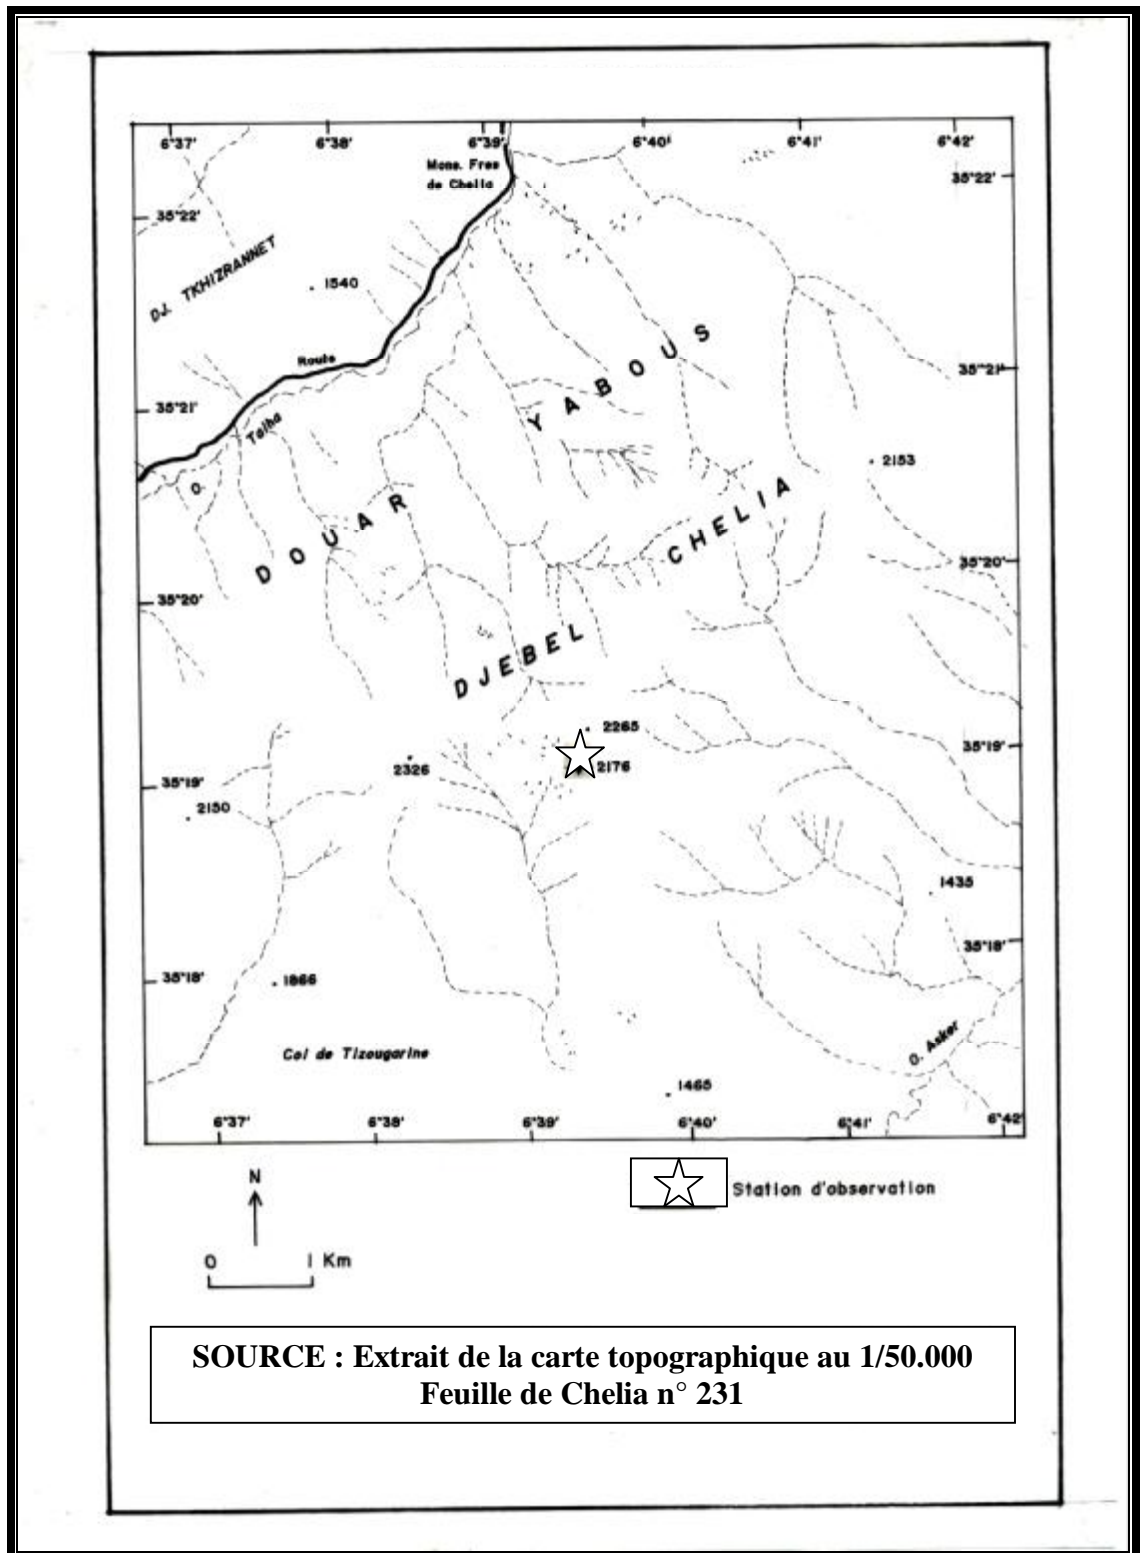 6°37' 6°38' 6°39' 6°40' 6°41' 6°42'
Mons. Fres
de Chelia
35°22'
35°22'
DJ. TKHIZRANNET
1540
Route
35°21'
35°21'
Talha
O.
DOUAR YABOUS
2153
DJEBEL CHELIA
35°20'
35°20'
2265
35°19'
2326
2176
35°19'
2150
1435
35°18'
35°18'
1866
Col de Tizougarine
O. Asker
1465
6°37' 6°38' 6°39' 6°40' 6°41' 6°42'
N
Station d'observation
0 1 Km
SOURCE : Extrait de la carte topographique au 1/50.000
Feuille de Chelia n° 231